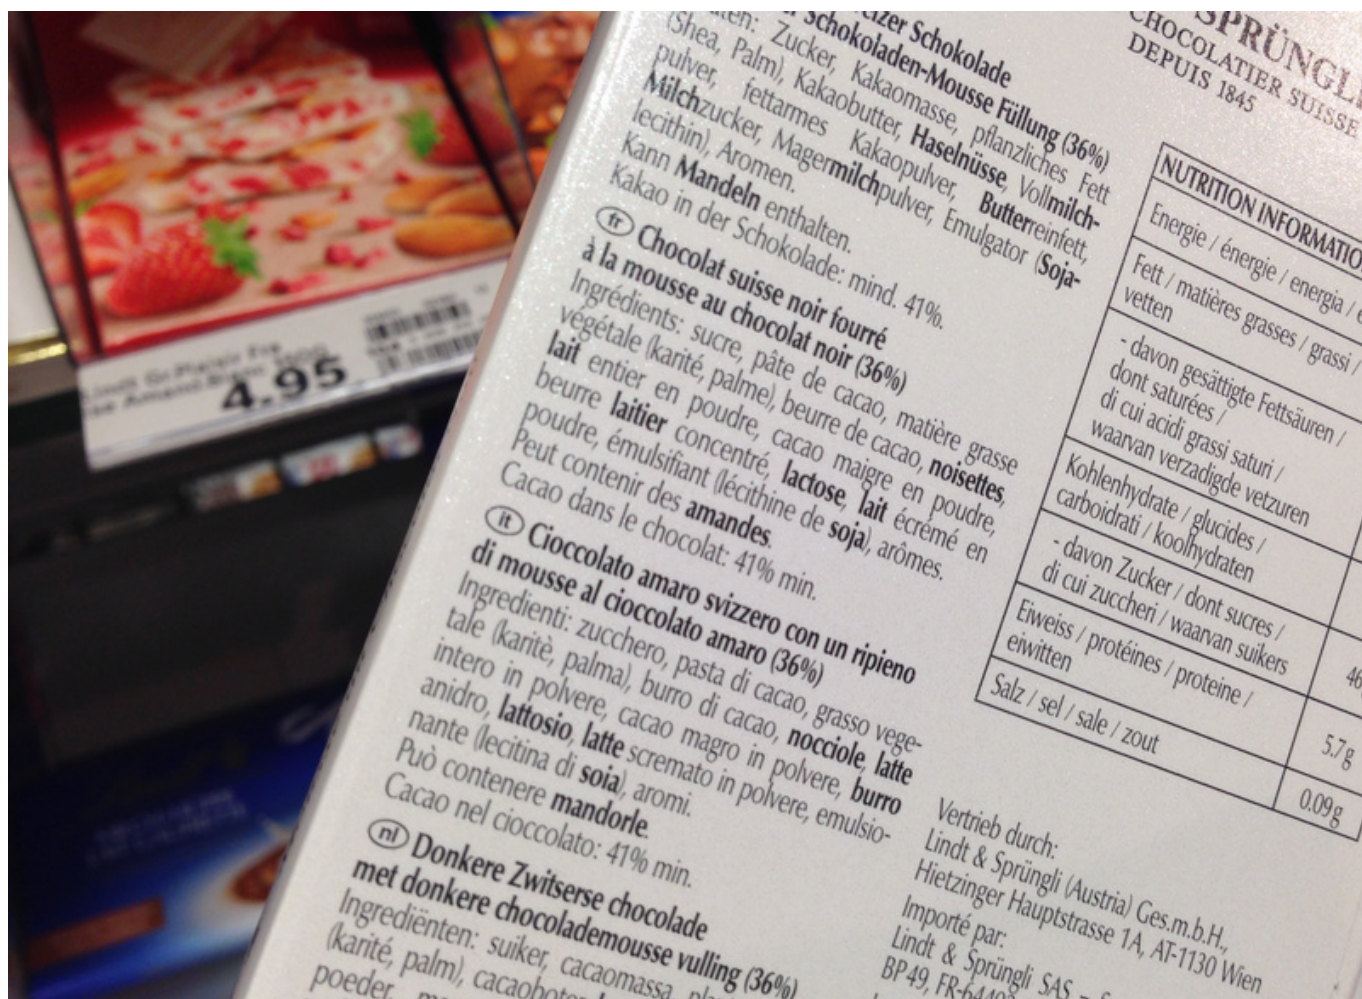 4.95
eizer Schokolade
Schokoladen-Mousse Füllung (36%)
Zucker, Kakaomasse, pflanzliches Fett
(Shea, Palm), Kakaobutter, Haselnüsse, Vollmilch-
pulver, fettarmes Kakaopulver, Butterreinfett,
Milchzucker, Magermilchpulver, Emulgator (Soja-
lecithin), Aromen.
Kann Mandeln enthalten.
Kakao in der Schokolade: mind. 41%.
fr Chocolat suisse noir fourré
à la mousse au chocolat noir (36%)
Ingrédients: sucre, pâte de cacao, matière grasse
végétale (karité, palme), beurre de cacao, noisettes,
lait entier en poudre, cacao maigre en poudre,
beurre laitier concentré, lactose, lait écrémé en
poudre, émulsifiant (lécithine de soja), arômes.
Peut contenir des amandes.
Cacao dans le chocolat: 41% min.
it Cioccolato amaro svizzero con un ripieno
di mousse al cioccolato amaro (36%)
Ingredienti: zucchero, pasta di cacao, grasso vege-
tale (karitè, palma), burro di cacao, nocciole, latte
intero in polvere, cacao magro in polvere, burro
anidro, lattosio, latte scremato in polvere, emulsio-
nante (lecitina di soia), aromi.
Può contenere mandorle.
Cacao nel cioccolato: 41% min.
nl Donkere Zwitserse chocolade
met donkere chocolademousse vulling (36%)
Ingrediënten: suiker, cacaomassa,
(karité, palm), cacaoboter,
poeder,
SPRÜNGLI
CHOCOLATIER SUISSE
DEPUIS 1845
NUTRITION INFORMATIO
Energie / énergie / energia /
Fett / matières grasses / grassi /
vetten
- davon gesättigte Fettsäuren /
dont saturées /
di cui acidi grassi saturi /
waarvan verzadigde vetzuren
Kohlenhydrate / glucides /
carboidrati / koolhydraten
- davon Zucker / dont sucres /
di cui zuccheri / waarvan suikers
46
Eiweiss / protéines / proteine /
eiwitten
5.7g
Salz / sel / sale / zout
0.09g
Vertrieb durch:
Lindt & Sprüngli (Austria) Ges.m.b.H.,
Hietzinger Hauptstrasse 1A, AT-1130 Wien
Importé par:
Lindt & Sprüngli SAS
BP49, FR-64402